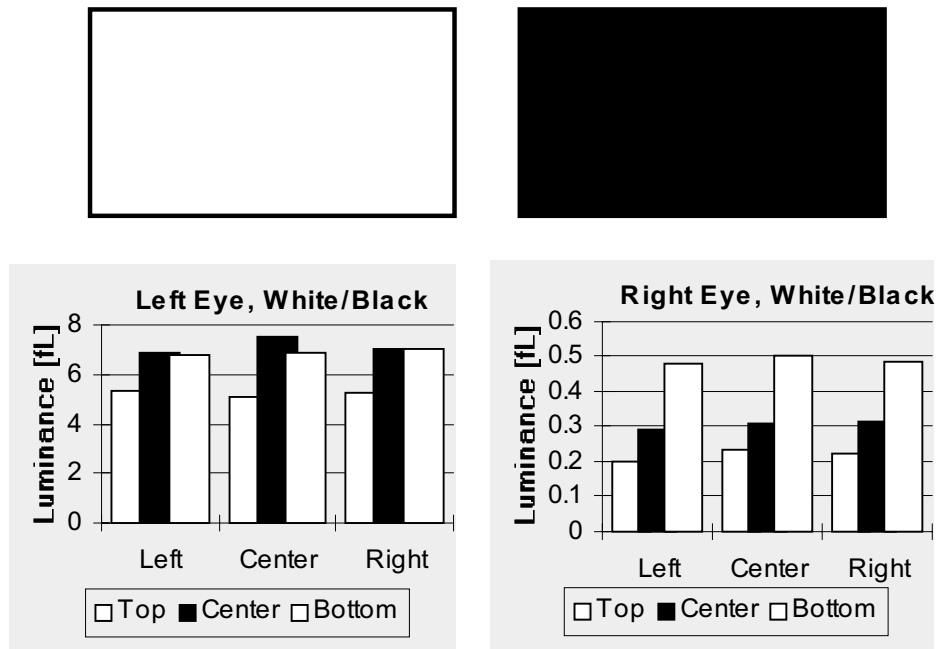 Left Eye, White/Black
Luminance [fL]
8
6
4
2
0
Left Center Right
Top Center Bottom
Right Eye, White/Black
Luminance [fL]
0.6
0.5
0.4
0.3
0.2
0.1
0
Left Center Right
Top Center Bottom